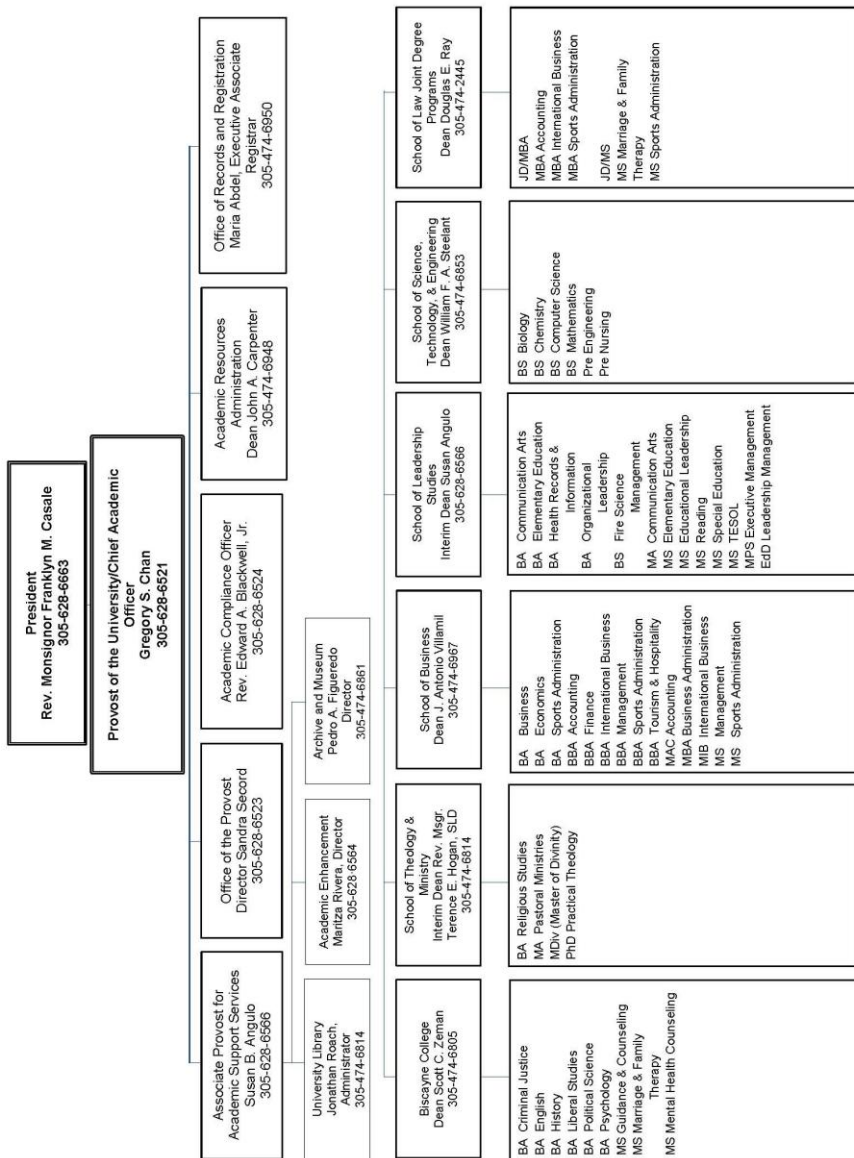 President
Rev. Monsignor Franklyn M. Casale
305-628-6663
Provost of the University/Chief Academic
Officer
Gregory S. Chan
305-628-6521
Associate Provost for
Academic Support Services
Susan B. Angulo
305-628-6566
Office of the Provost
Director Sandra Secord
305-628-6523
Academic Compliance Officer
Rev. Edward A. Blackwell, Jr.
305-628-6524
Academic Resources
Administration
Dean John A. Carpenter
305-474-6948
Office of Records and Registration
Maria Abdel, Executive Associate
Registrar
305-474-6950
University Library
Jonathan Roach,
Administrator
305-474-6814
Academic Enhancement
Maritza Rivera, Director
305-628-6564
Archive and Museum
Pedro A. Figueredo
Director
305-474-6861
Biscayne College
Dean Scott C. Zeman
305-474-6805
School of Theology &
Ministry
Interim Dean Rev. Msgr.
Terence E. Hogan, SLD
305-474-6814
School of Business
Dean J. Antonio Villamil
305-474-6967
School of Leadership
Studies
Interim Dean Susan Angulo
305-628-6566
School of Science,
Technology, & Engineering
Dean William F. A. Steelant
305-474-6853
School of Law Joint Degree
Programs
Dean Douglas E. Ray
305-474-2445
BA Criminal Justice
BA English
BA History
BA Liberal Studies
BA Political Science
BA Psychology
MS Guidance & Counseling
MS Marriage & Family
Therapy
MS Mental Health Counseling
BA Religious Studies
MA Pastoral Ministries
MDiv (Master of Divinity)
PhD Practical Theology
BA Business
BA Economics
BA Sports Administration
BBA Accounting
BBA Finance
BBA International Business
BBA Management
BBA Sports Administration
BBA Tourism & Hospitality
MAC Accounting
MBA Business Administration
MIB International Business
MS Management
MS Sports Administration
BA Communication Arts
BA Elementary Education
BA Health Records &
Information
BA Organizational
Leadership
BS Fire Science
Management
MA Communication Arts
MS Elementary Education
MS Educational Leadership
MS Reading
MS Special Education
MS TESOL
MPS Executive Management
EdD Leadership Management
BS Biology
BS Chemistry
BS Computer Science
BS Mathematics
Pre Engineering
Pre Nursing
JD/MBA
MBA Accounting
MBA International Business
MBA Sports Administration
JD/MS
MS Marriage & Family
Therapy
MS Sports Administration